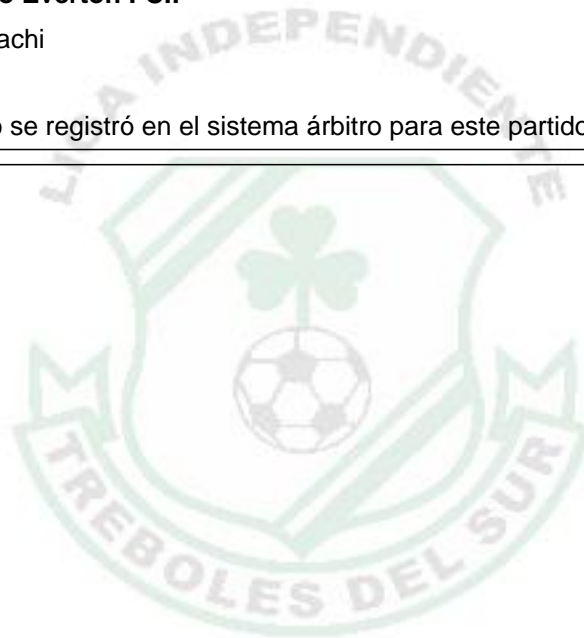 Everton
achi
LIGA INDEPENDIENTE
o se registró en el sistema árbitro para este partido
TREBOLES DEL SUR